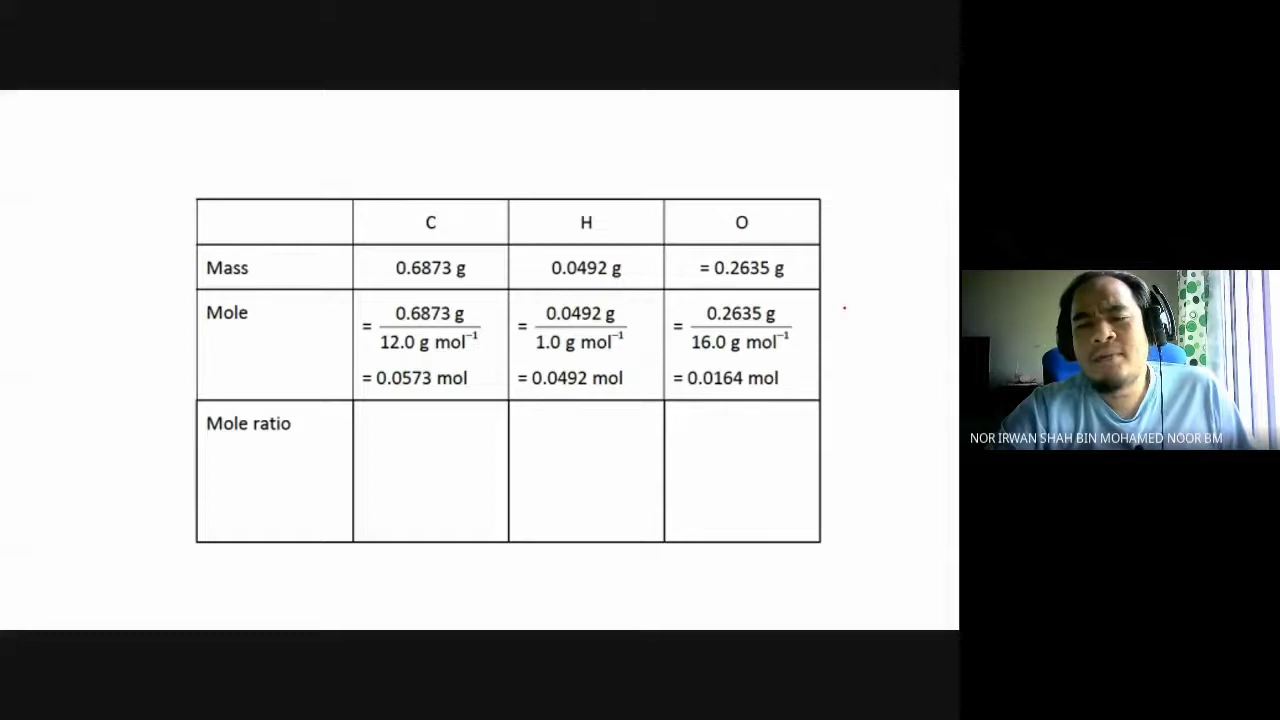 C H O
Mass 0.6873 g 0.0492 g = 0.2635 g
Mole = 0.6873 g / 12.0 g mol⁻¹ = 0.0492 g / 1.0 g mol⁻¹ = 0.2635 g / 16.0 g mol⁻¹
= 0.0573 mol = 0.0492 mol = 0.0164 mol
Mole ratio
NOR IRWAN SHAH BIN MOHAMED NOOR BM